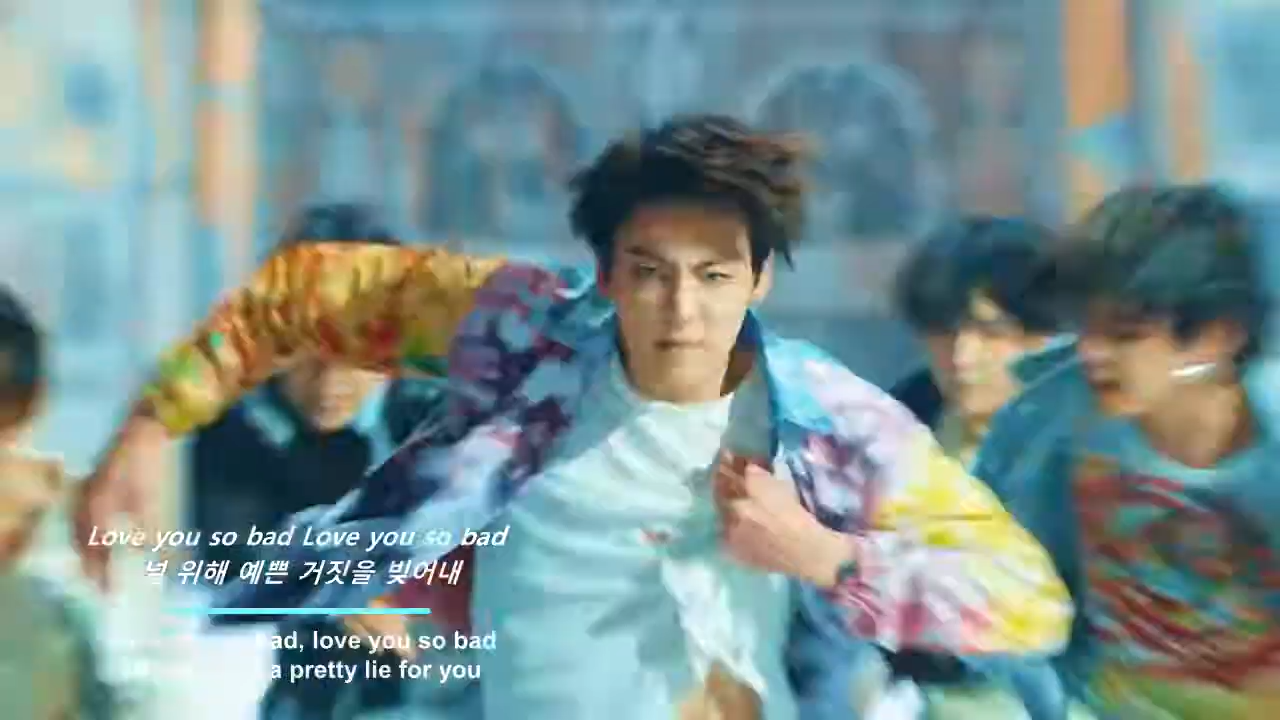 Love you so bad Love you so bad
널 위해 예쁜 거짓을 빚어내
ad, love you so bad
a pretty lie for you